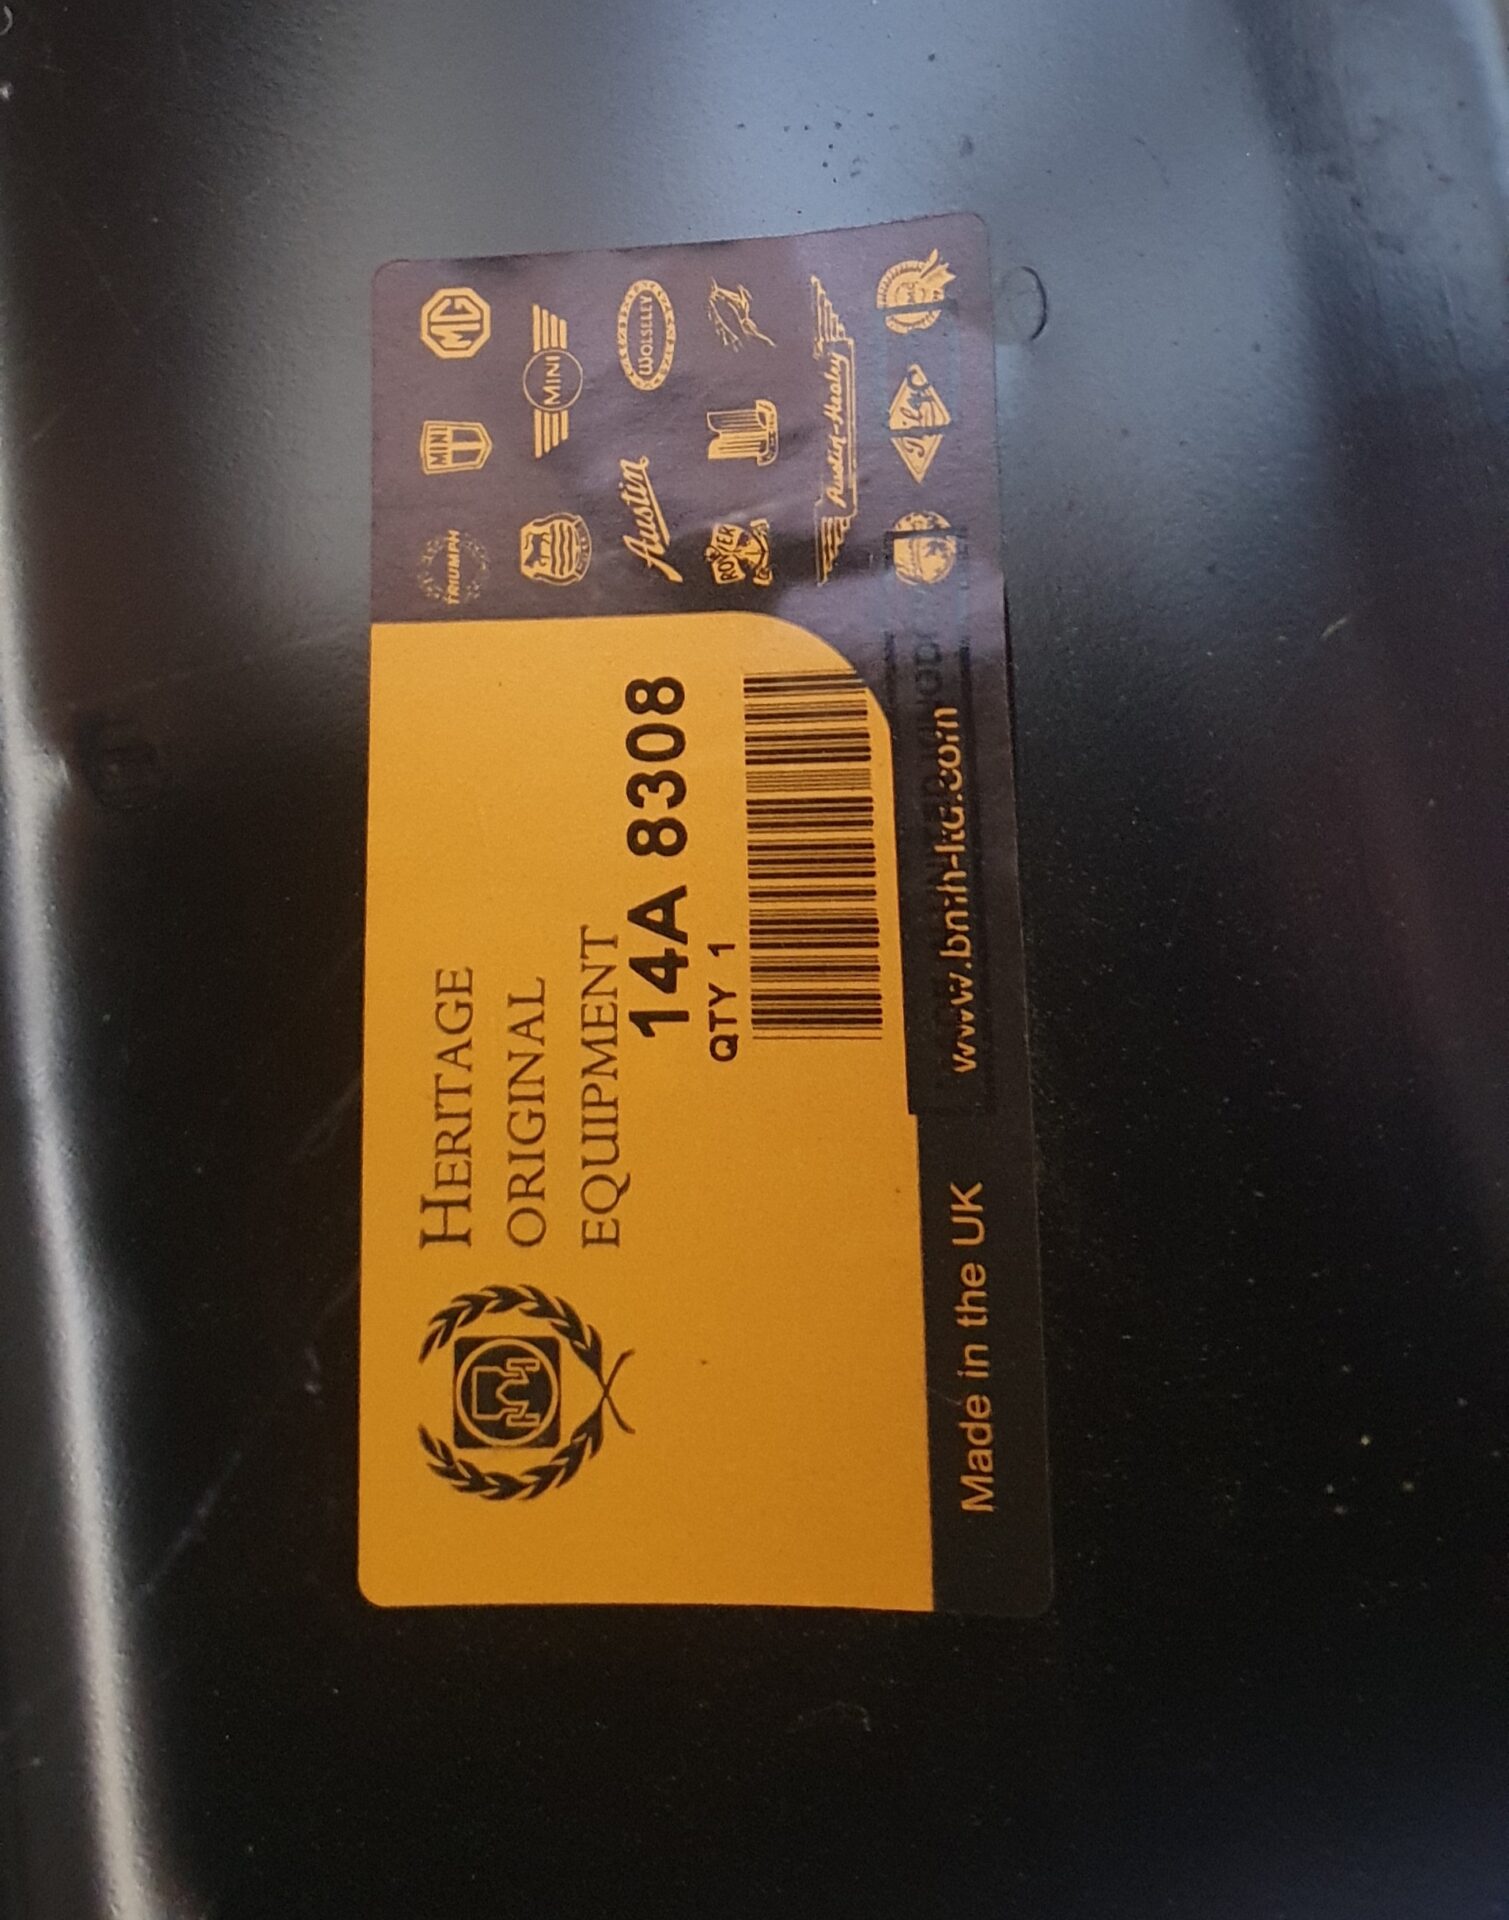 HERITAGE
ORIGINAL
EQUIPMENT
14A 8308
QTY 1
Made in the UK
www.bmh-ltd.com
MG
MINI
TRIUMPH
MINI
WOLSELEY
Austin
ROVER
Austin-Healey